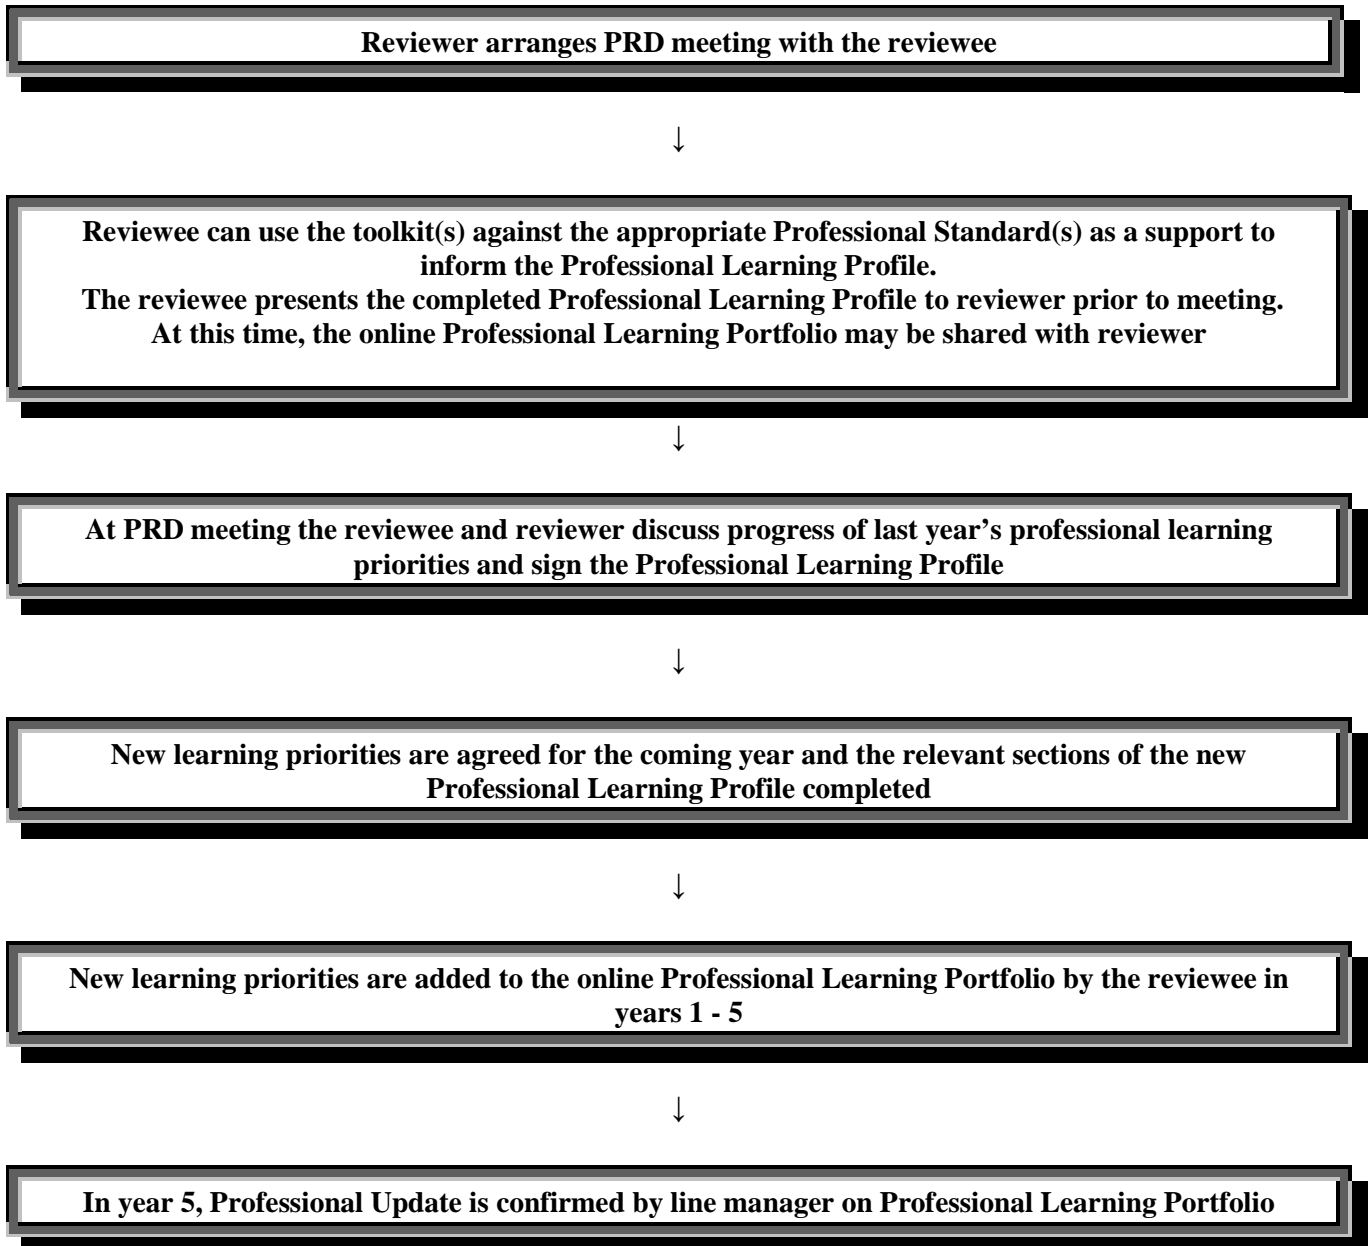 Reviewer arranges PRD meeting with the reviewee
↓
Reviewee can use the toolkit(s) against the appropriate Professional Standard(s) as a support to
inform the Professional Learning Profile.
The reviewee presents the completed Professional Learning Profile to reviewer prior to meeting.
At this time, the online Professional Learning Portfolio may be shared with reviewer
↓
At PRD meeting the reviewee and reviewer discuss progress of last year’s professional learning
priorities and sign the Professional Learning Profile
↓
New learning priorities are agreed for the coming year and the relevant sections of the new
Professional Learning Profile completed
↓
New learning priorities are added to the online Professional Learning Portfolio by the reviewee in
years 1 - 5
↓
In year 5, Professional Update is confirmed by line manager on Professional Learning Portfolio